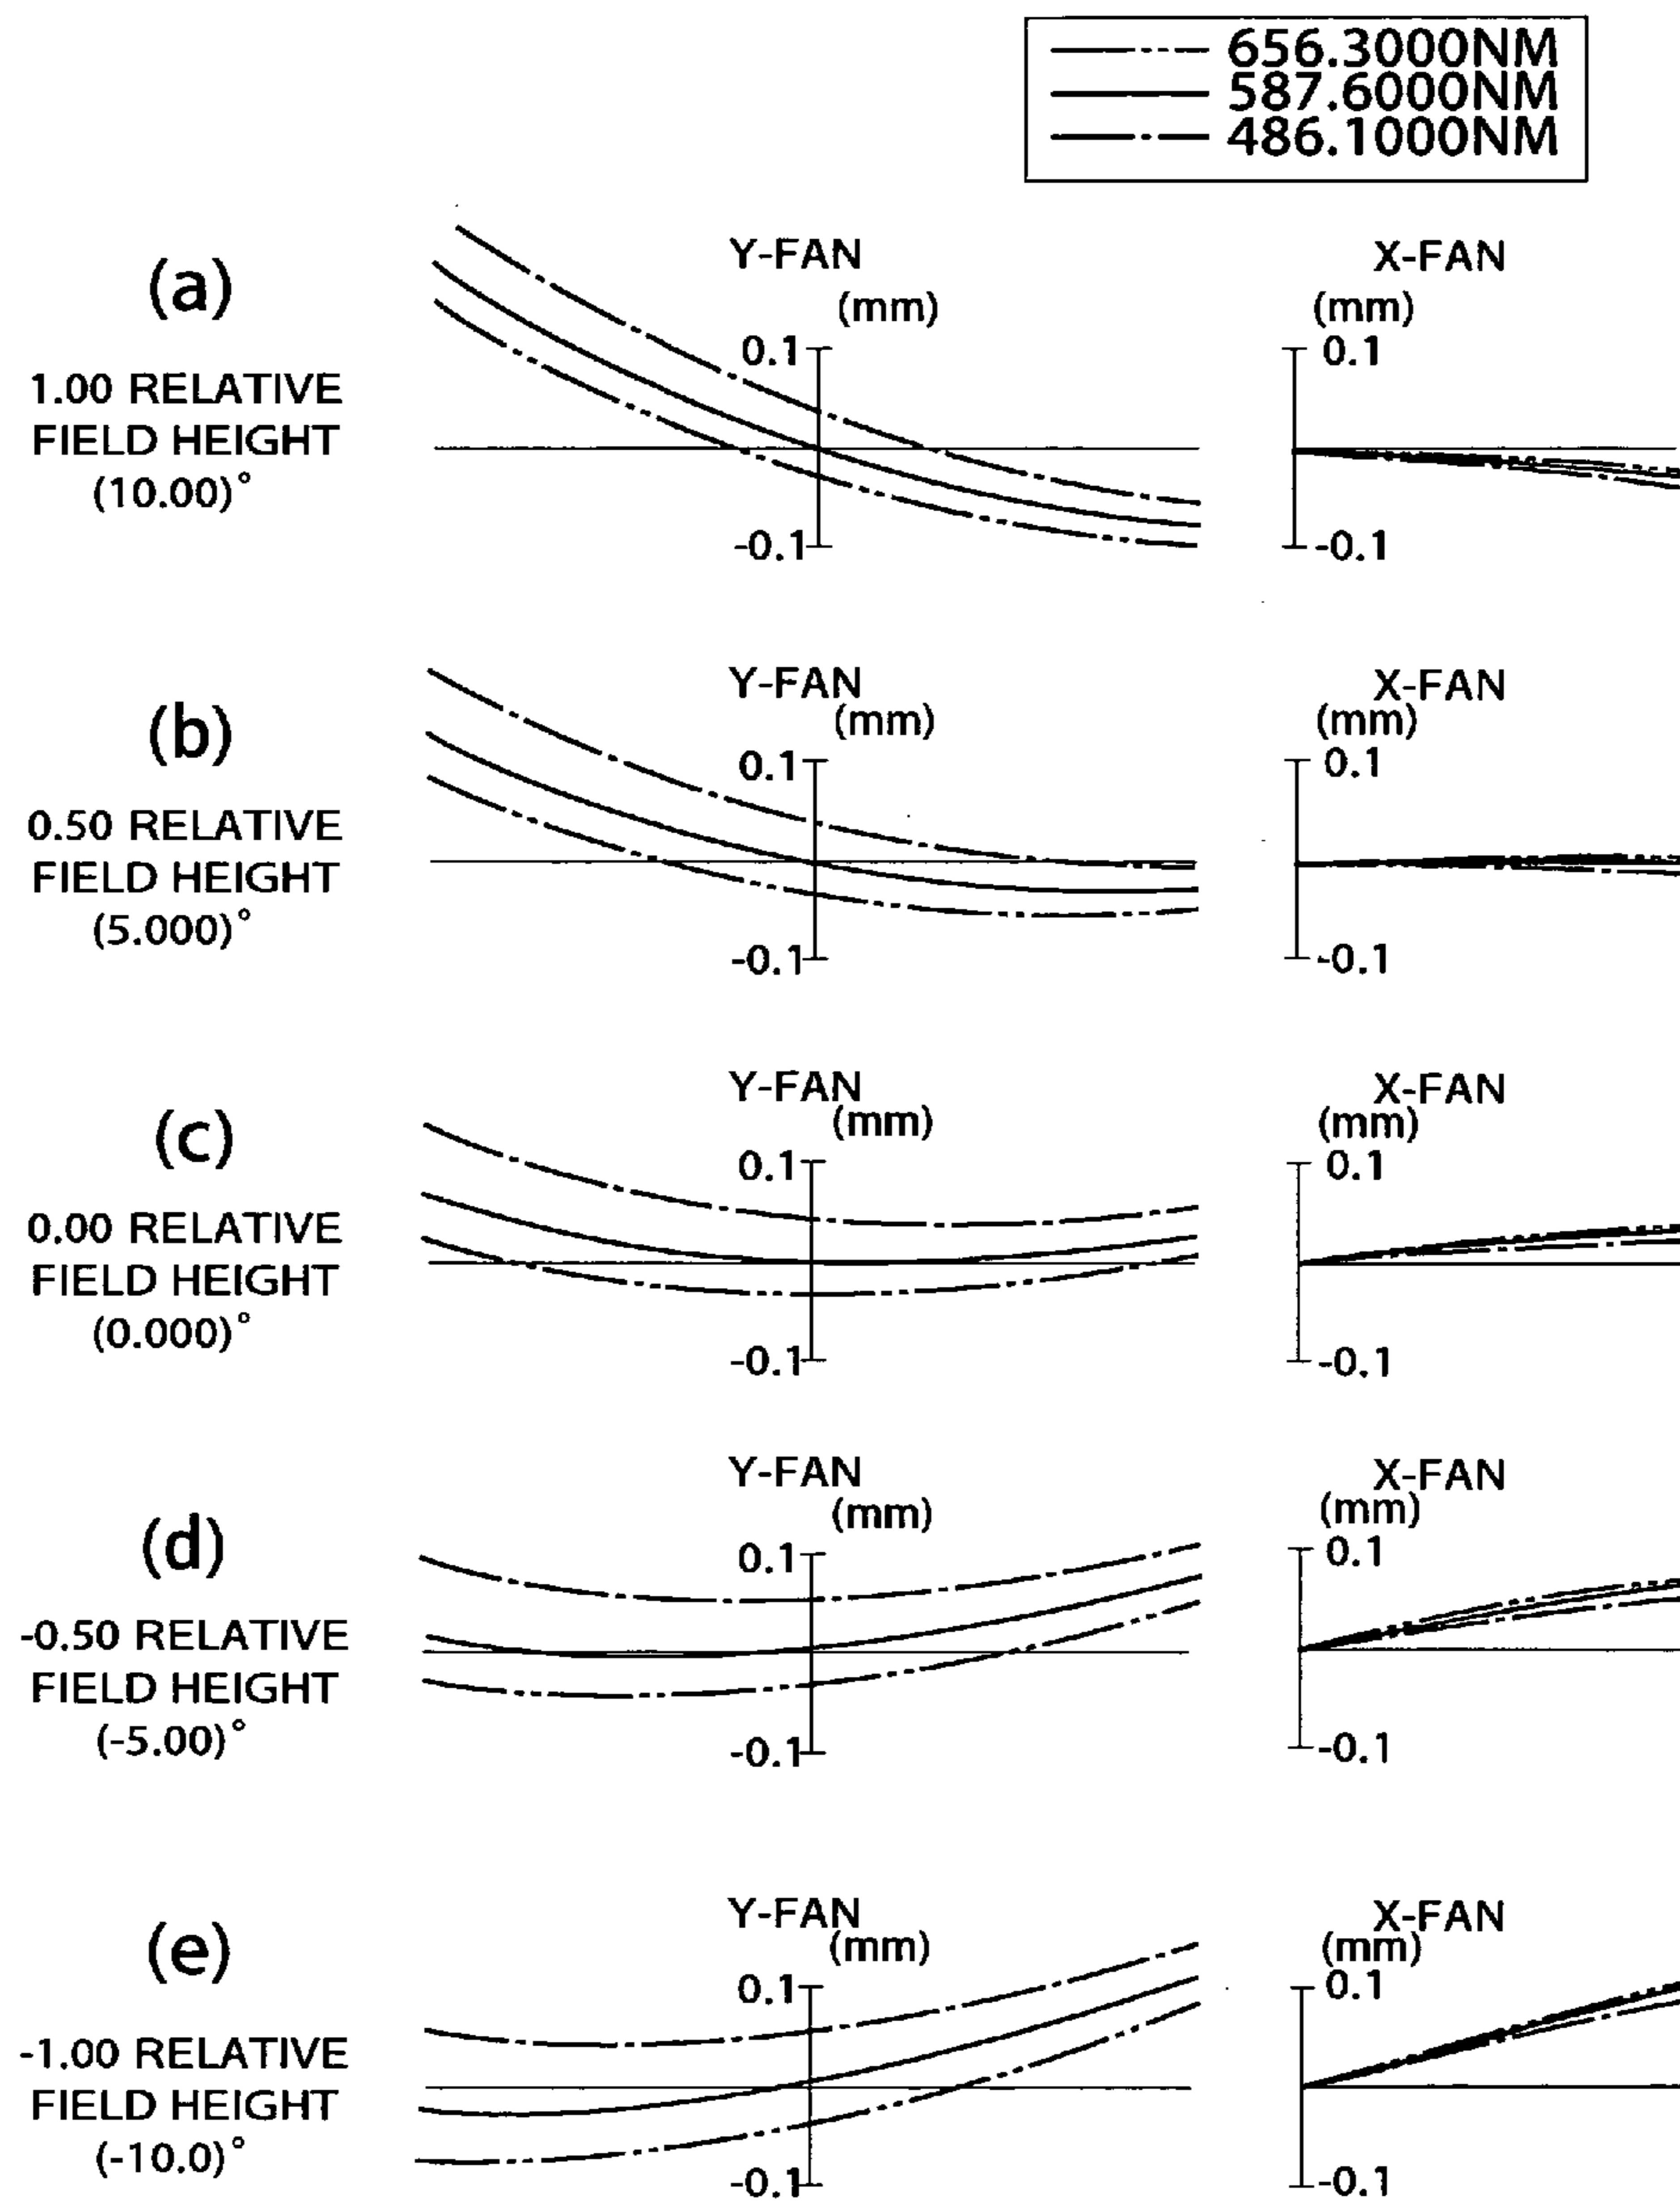 656.3000NM
587.6000NM
486.1000NM
(a)
1.00 RELATIVE
FIELD HEIGHT
(10.00)°
Y-FAN
(mm)
0.1
-0.1
X-FAN
(mm)
0.1
-0.1
(b)
0.50 RELATIVE
FIELD HEIGHT
(5.000)°
Y-FAN
(mm)
0.1
-0.1
X-FAN
(mm)
0.1
-0.1
(c)
0.00 RELATIVE
FIELD HEIGHT
(0.000)°
Y-FAN
(mm)
0.1
-0.1
X-FAN
(mm)
0.1
-0.1
(d)
-0.50 RELATIVE
FIELD HEIGHT
(-5.00)°
Y-FAN
(mm)
0.1
-0.1
X-FAN
(mm)
0.1
-0.1
(e)
-1.00 RELATIVE
FIELD HEIGHT
(-10.0)°
Y-FAN
(mm)
0.1
-0.1
X-FAN
(mm)
0.1
-0.1